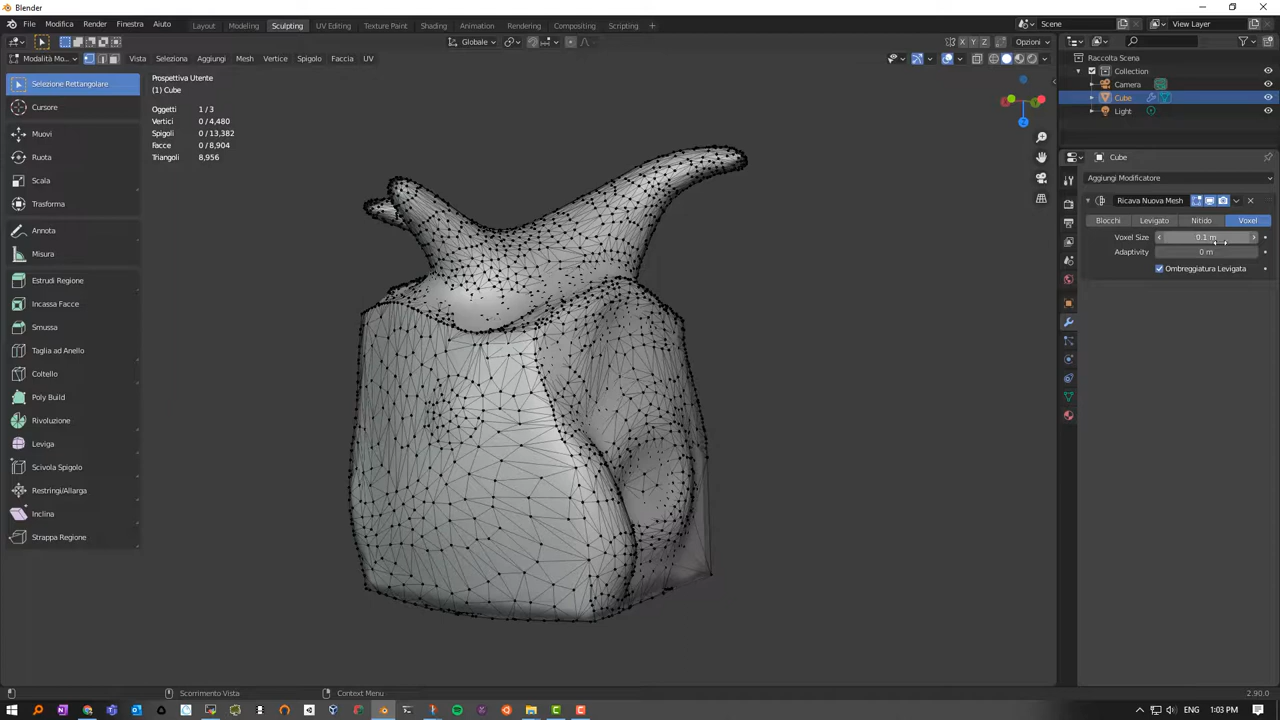 Blender
File Modifica Render Finestra Aiuto Layout Modeling Sculpting UV Editing Texture Paint Shading Animation Rendering Compositing Scripting + Scene View Layer
Globale X Y Z Opzioni
Modalità Mo... Vista Seleziona Aggiungi Mesh Vertice Spigolo Faccia UV
Raccolta Scena
Collection
Camera
Cube
Light
Selezione Rettangolare
Cursore
Muovi
Ruota
Scala
Trasforma
Annota
Misura
Estrudi Regione
Incassa Facce
Smussa
Taglia ad Anello
Coltello
Poly Build
Rivoluzione
Leviga
Scivola Spigolo
Restringi/Allarga
Inclina
Strappa Regione
Prospettiva Utente
(1) Cube
Oggetti 1 / 3
Vertici 0 / 4,480
Spigoli 0 / 13,382
Facce 0 / 8,904
Triangoli 8,956
Cube
Aggiungi Modificatore
Ricava Nuova Mesh
Blocchi Levigato Nitido Voxel
Voxel Size 0.1 m
Adaptivity 0 m
Ombreggiatura Levigata
Scorrimento Vista Context Menu 2.90.0
ENG 1:03 PM